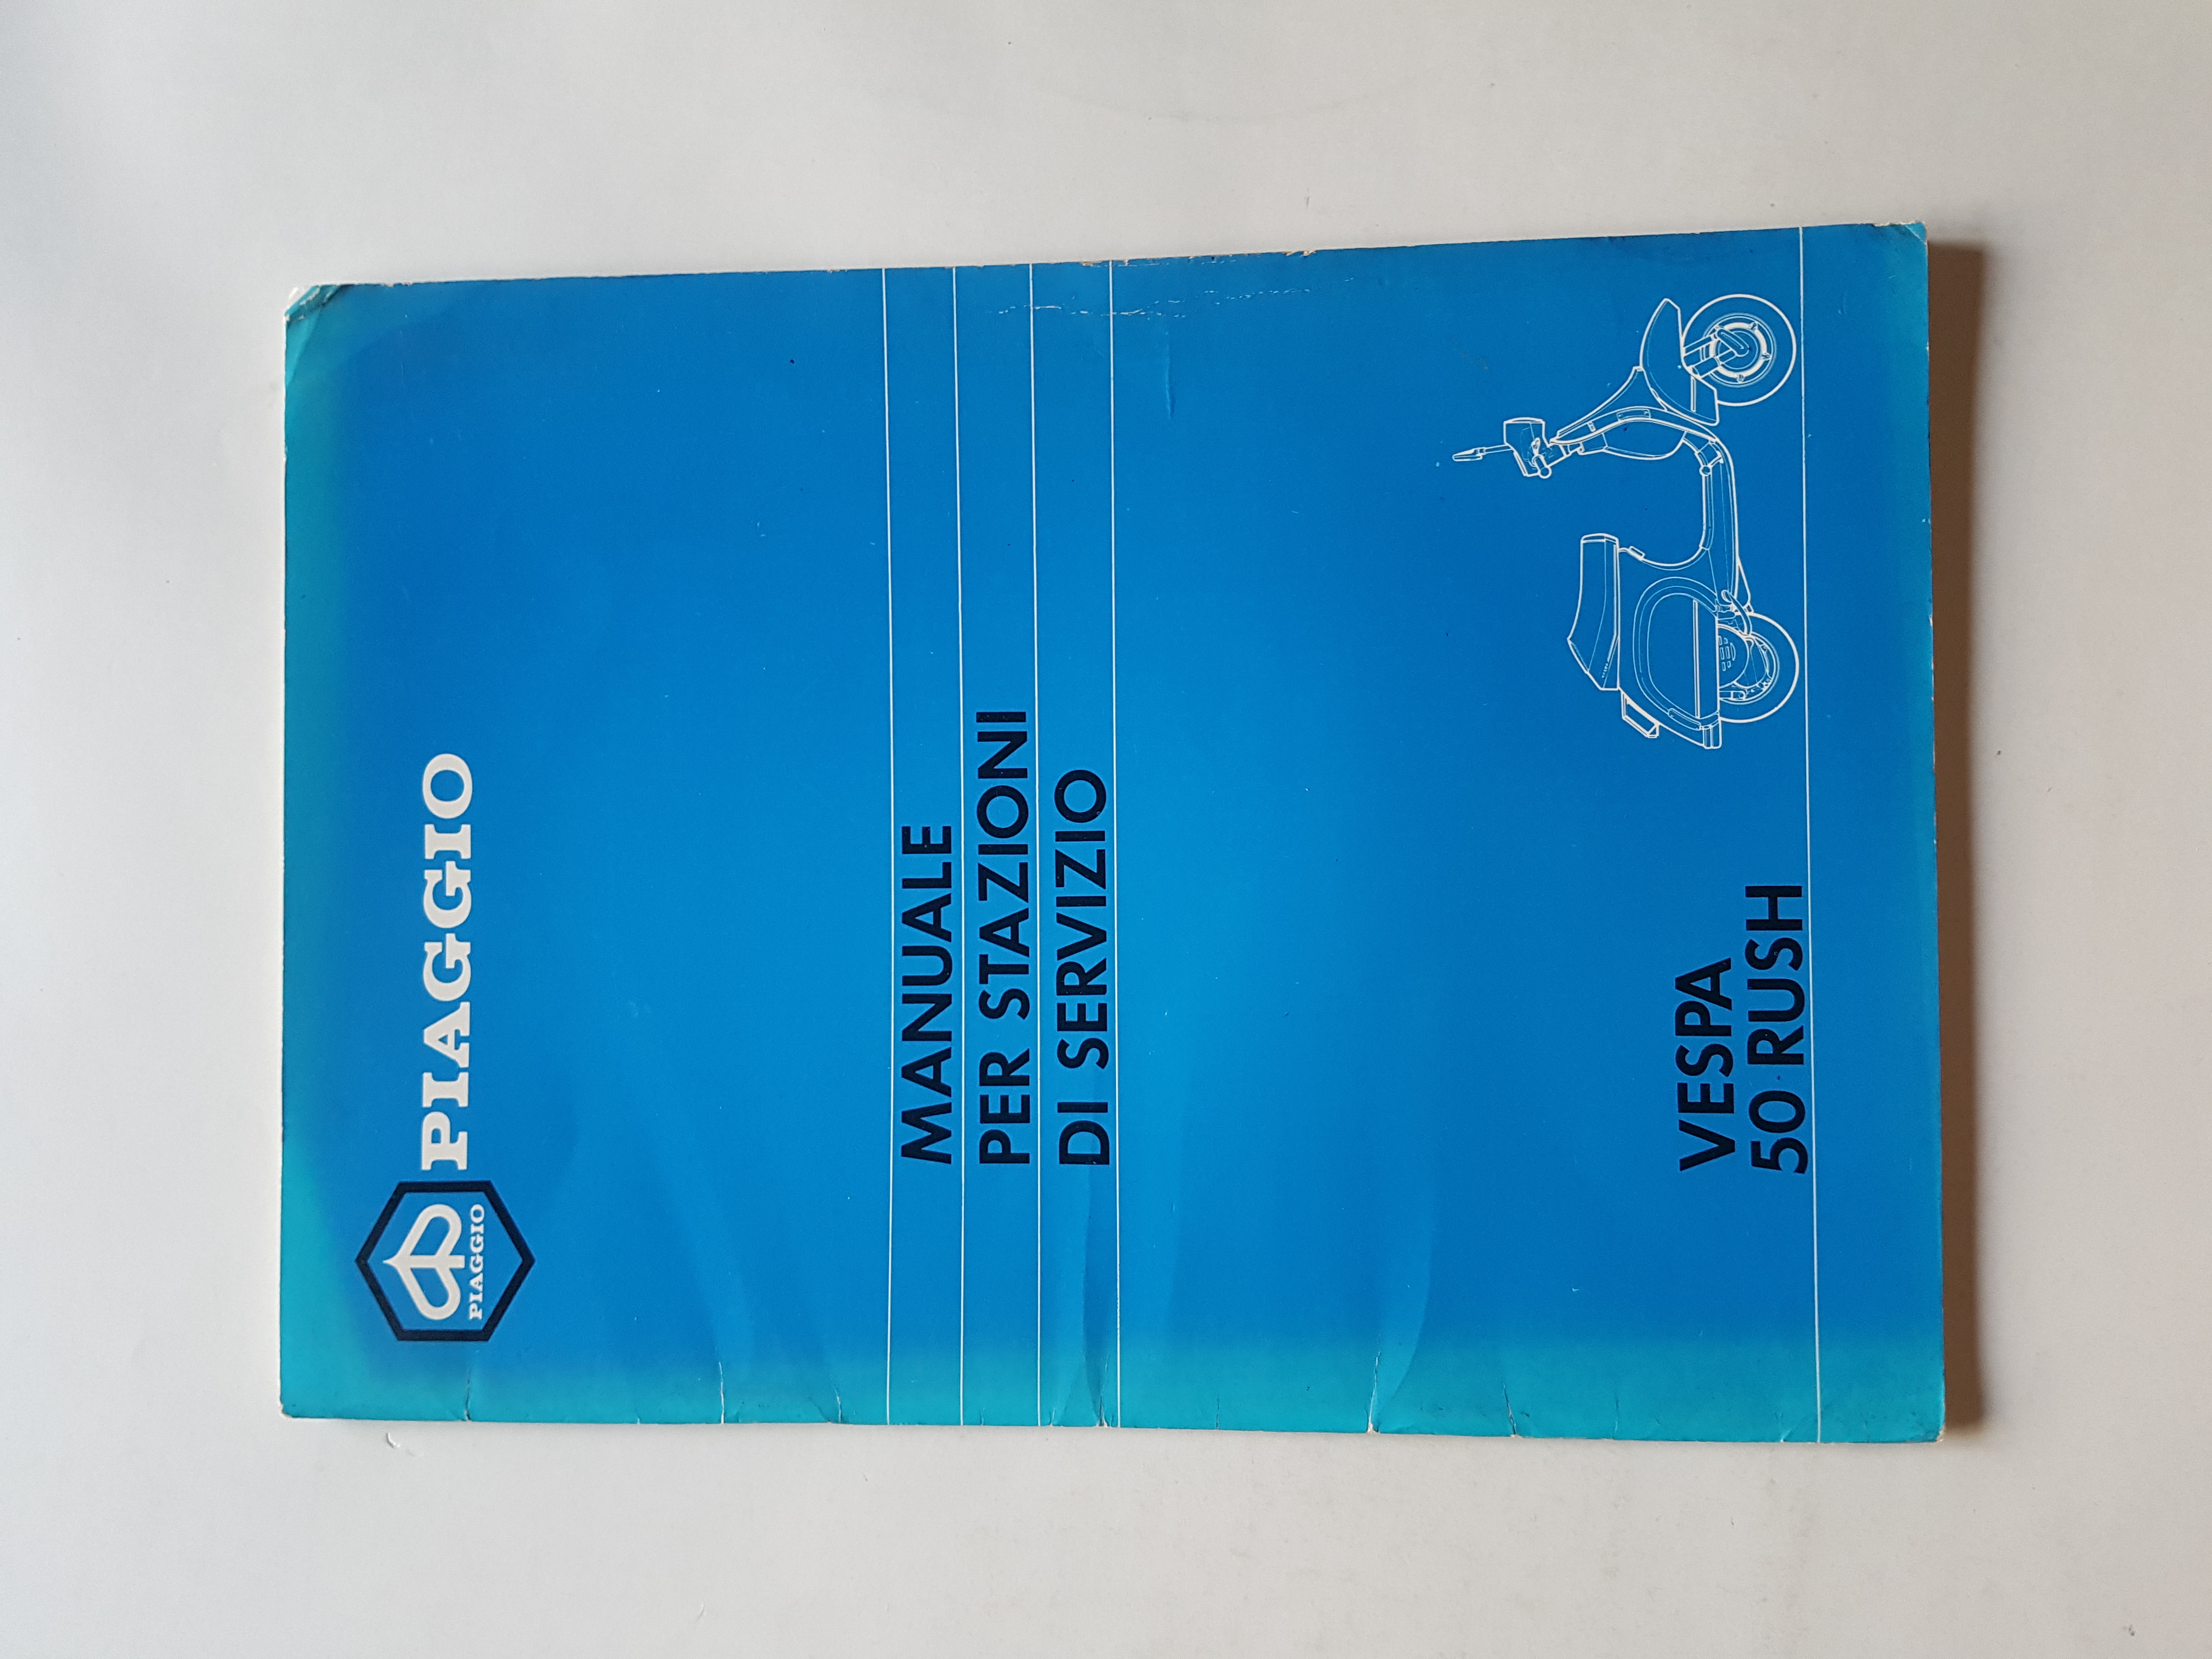 PIAGGIO
PIAGGIO
MANUALE
PER STAZIONI
DI SERVIZIO
VESPA
50 RUSH